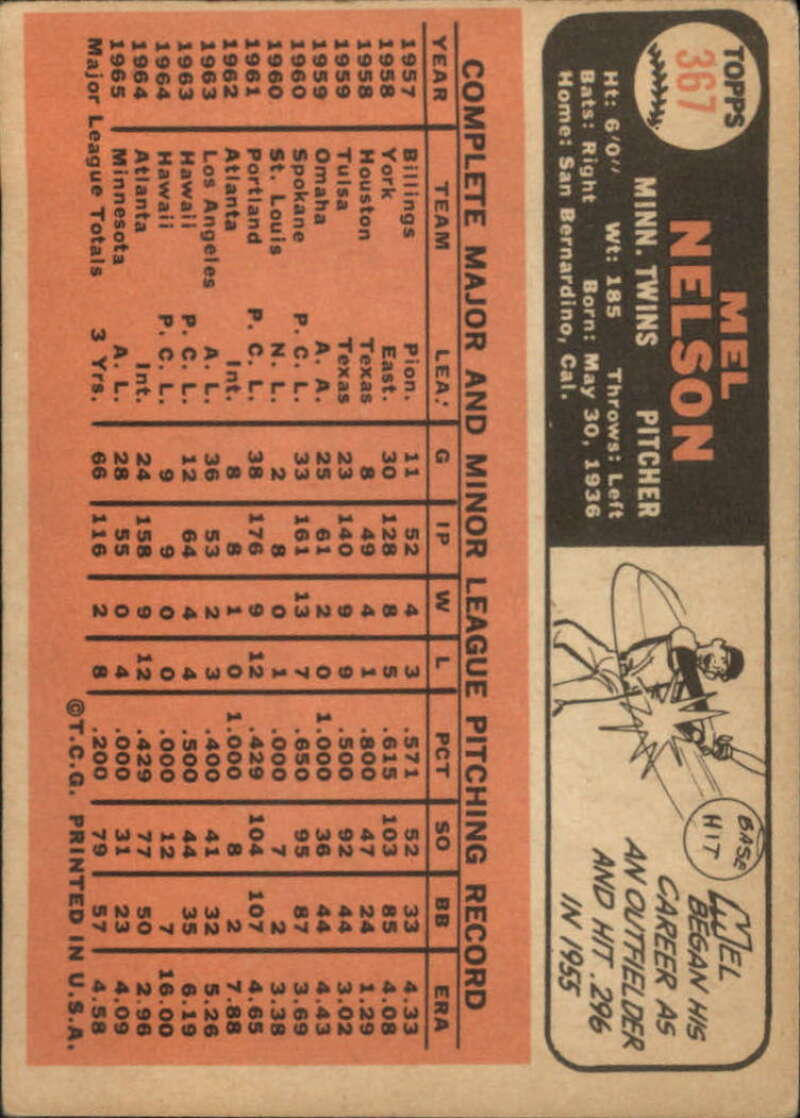 TOPPS
367
MEL
NELSON
MINN. TWINS PITCHER
Ht: 6'0" Wt: 185 Throws: Left
Bats: Right Born: May 30, 1936
Home: San Bernardino, Cal.
BASE
HIT
MEL
BEGAN HIS
CAREER AS
AN OUTFIELDER
AND HIT .296
IN 1955
COMPLETE MAJOR AND MINOR LEAGUE PITCHING RECORD
YEAR TEAM LEA. G IP W L PCT SO BB ERA
1957 Billings Pion. 11 52 4 3 .571 52 33 4.33
1958 York East. 30 128 8 5 .615 103 85 4.08
1958 Houston Texas 8 49 4 1 .800 47 24 1.29
1959 Tulsa Texas 23 140 9 9 .500 92 44 3.02
1959 Omaha A. A. 25 61 2 0 1.000 36 44 4.43
1960 Spokane P. C. L. 33 161 13 7 .650 95 87 3.69
1960 St. Louis N. L. 2 8 0 1 .000 7 2 3.38
1961 Portland P. C. L. 38 176 9 12 .429 104 107 4.65
1962 Atlanta Int. 8 8 1 0 1.000 8 2 7.88
1963 Los Angeles A. L. 36 53 2 3 .400 41 32 5.26
1963 Hawaii P. C. L. 12 64 4 4 .500 44 35 6.19
1964 Hawaii P. C. L. 9 9 0 0 .000 12 7 16.00
1964 Atlanta Int. 24 158 9 12 .429 77 50 2.96
1965 Minnesota A. L. 28 55 0 4 .000 31 23 4.09
Major League Totals 3 Yrs. 66 116 2 8 .200 79 57 4.58
©T.C.G. PRINTED IN U.S.A.